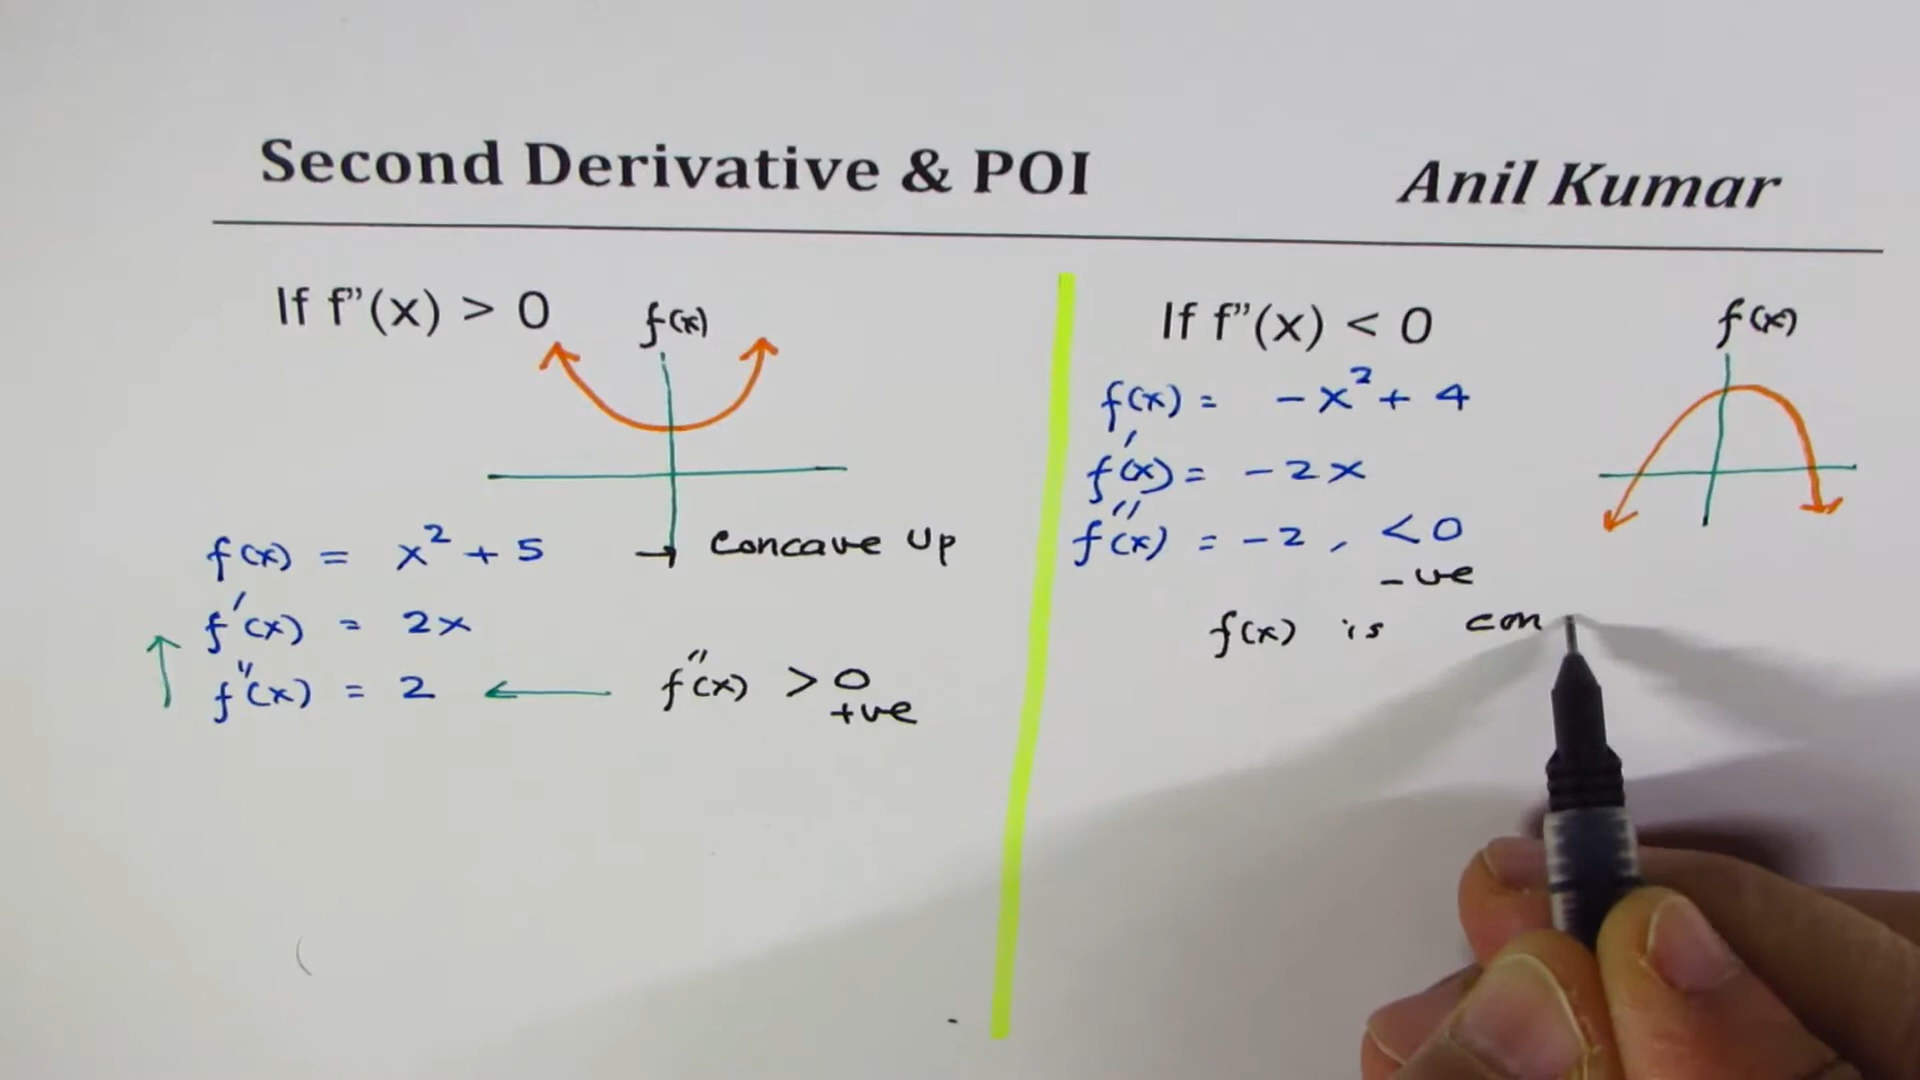 Second Derivative & POI
Anil Kumar
If f”(x) > 0
f(x)
f(x) = x² + 5
→ Concave Up
f'(x) = 2x
f''(x) = 2 ← f''(x) > 0
+ve
If f”(x) < 0
f(x)
f(x) = -x² + 4
f'(x) = -2x
f''(x) = -2, <0
-ve
f(x) is con